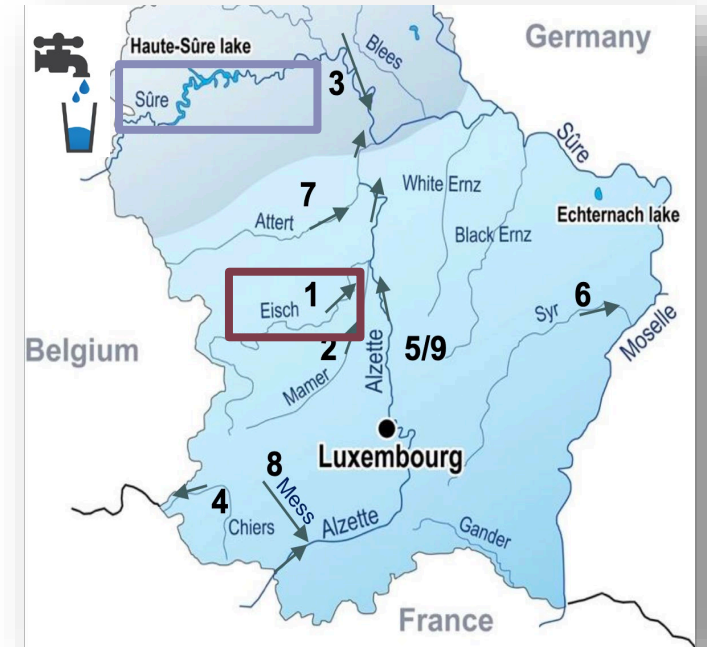 Haute-Sûre lake
Blees
Germany
Sûre
3
Sûre
7
White Ernz
Echternach lake
Attert
Black Ernz
1
Eisch
6
Syr
Moselle
Belgium
2
5/9
Mamer
Alzette
Luxembourg
8
Mess
4
Chiers
Alzette
Gander
France